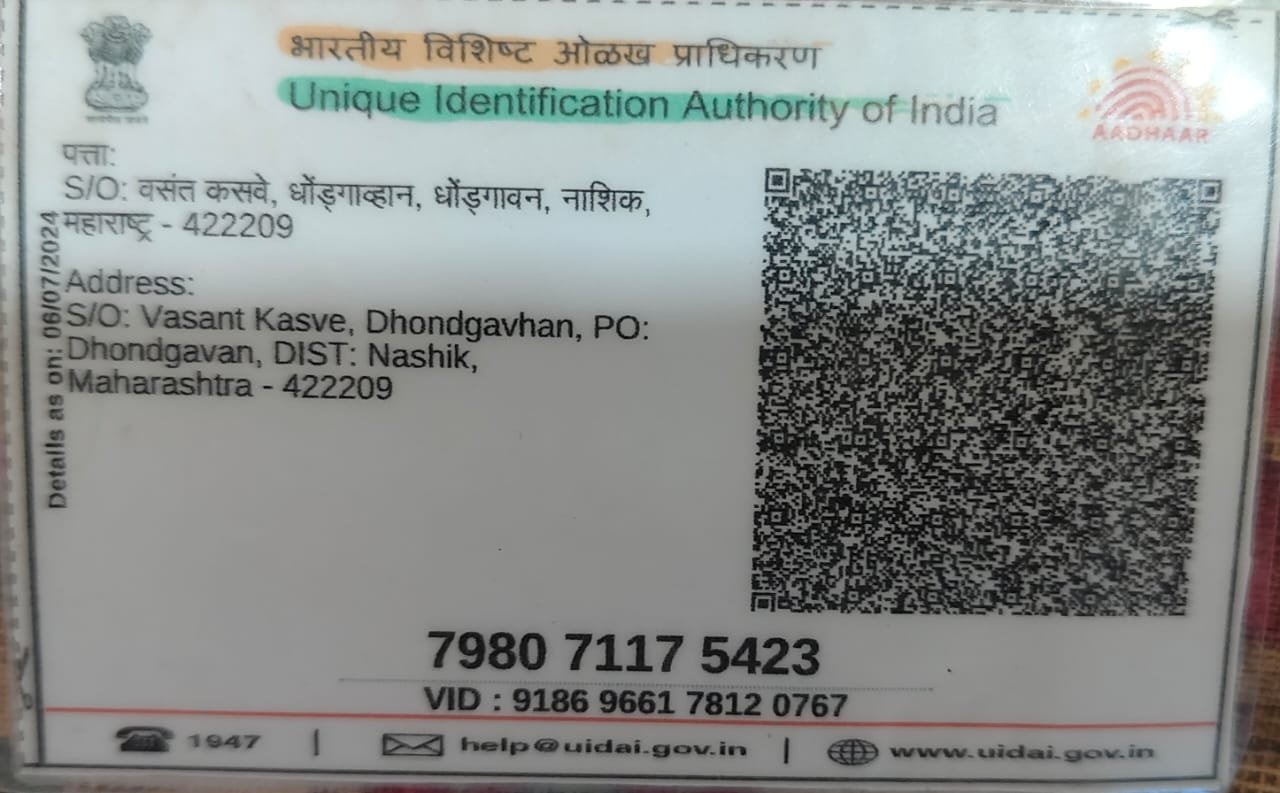 भारतीय विशिष्ट ओळख प्राधिकरण
Unique Identification Authority of India
AADHAAR
पत्ता:
S/O: वसंत कसवे, धोंड्गाव्हान, धोंड्गावन, नाशिक,
महाराष्ट्र - 422209
Address:
S/O: Vasant Kasve, Dhondgavhan, PO:
Dhondgavan, DIST: Nashik,
Maharashtra - 422209
Details as on: 06/07/2024
7980 7117 5423
VID : 9186 9661 7812 0767
1947 | help@uidai.gov.in | www.uidai.gov.in